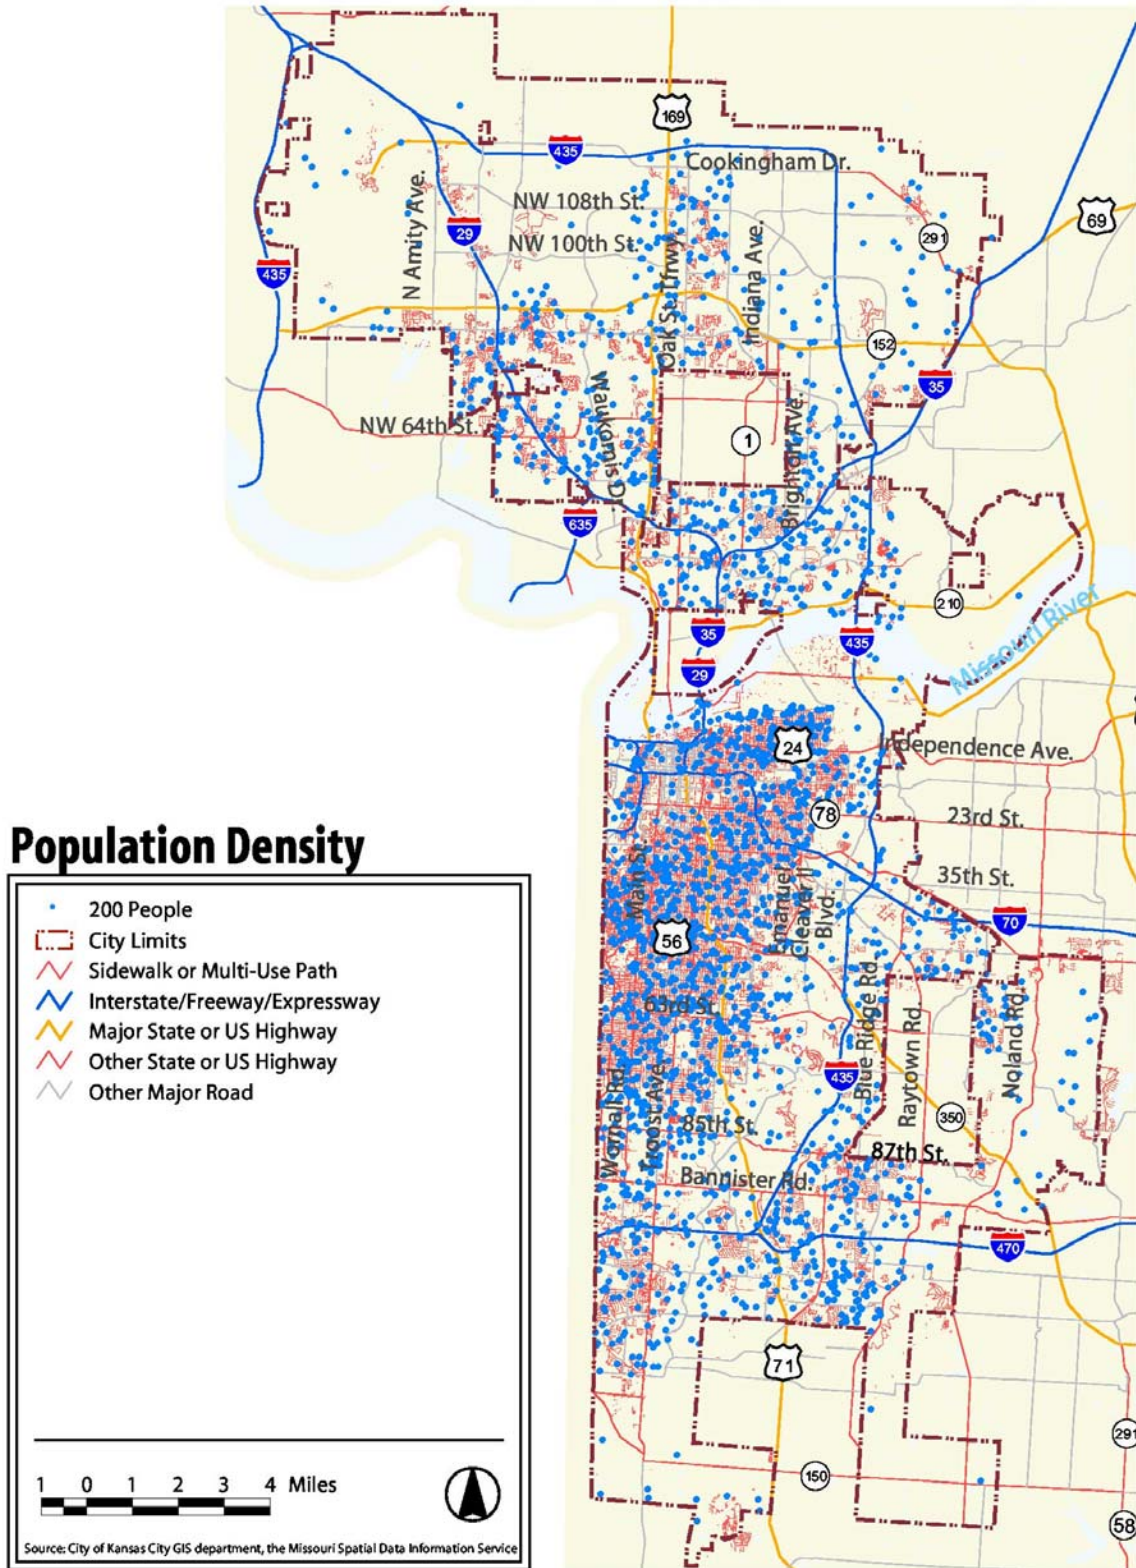 169
435
Cookingham Dr.
NW 108th St.
69
N Amity Ave.
29
291
NW 100th St.
Indiana Ave.
435
Oak St.
152
35
Waukomis Dr.
NW 64th St.
Brighton Ave.
1
635
210
35
435
Missouri River
29
24
Independence Ave.
78
23rd St.
Main St.
35th St.
Emanuel
Cleaver II
Blvd.
70
56
63rd St.
Blue Ridge Rd.
Raytown Rd.
Noland Rd.
435
Wornall Rd.
Troost Ave.
350
85th St.
87th St.
Bannister Rd.
470
71
291
150
58
Population Density
200 People
City Limits
Sidewalk or Multi-Use Path
Interstate/Freeway/Expressway
Major State or US Highway
Other State or US Highway
Other Major Road
1 0 1 2 3 4 Miles
Source: City of Kansas City GIS department, the Missouri Spatial Data Information Service